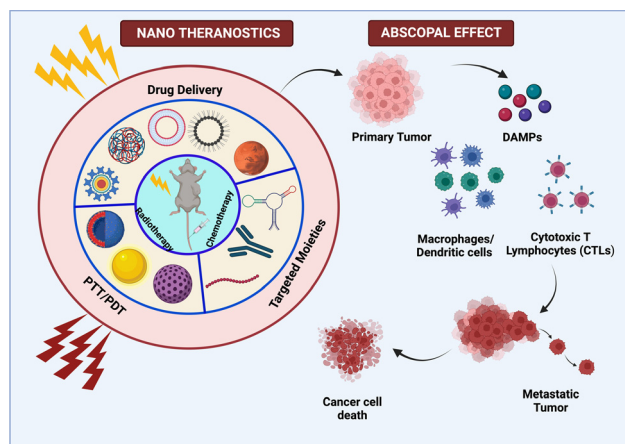 NANO THERANOSTICS
ABSCOPAL EFFECT
Drug Delivery
Radiotherapy
Chemotherapy
PTT/PDT
Targeted Moieties
Primary Tumor
DAMPs
Macrophages/
Dendritic cells
Cytotoxic T
Lymphocytes (CTLs)
Cancer cell
death
Metastatic
Tumor